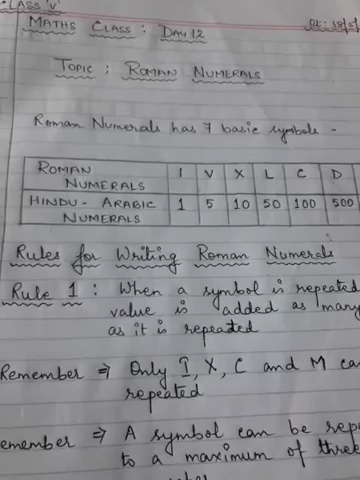 CLASS 'V'
MATHS CLASS : DAY 12
Topic : ROMAN NUMERALS
Roman Numerals has 7 basic symbols -
ROMAN NUMERALS I V X L C D
HINDU - ARABIC NUMERALS 1 5 10 50 100 500
Rules for Writing Roman Numerals
Rule 1 : When a symbol is repeated
value is added as many
as it is repeated
Remember ⇒ Only I, X, C and M ca
repeated
emember ⇒ A symbol can be rep
to a maximum of three